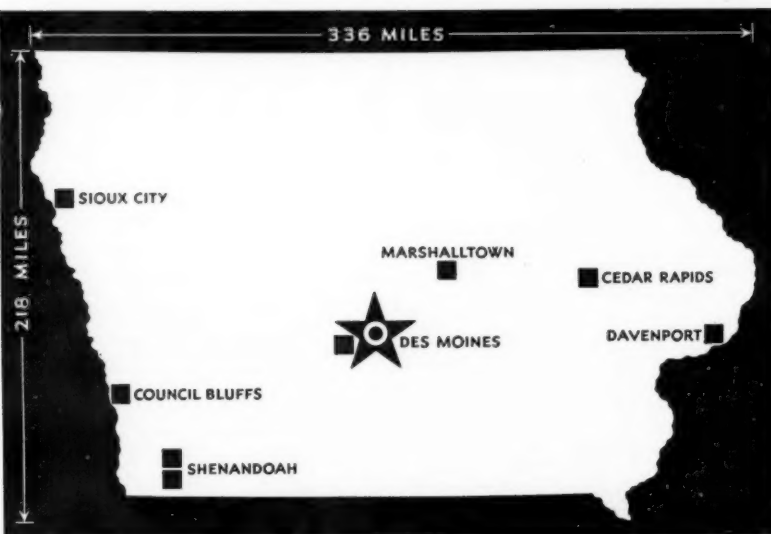 336 MILES
218 MILES
SIOUX CITY
MARSHALLTOWN
CEDAR RAPIDS
DES MOINES
DAVENPORT
COUNCIL BLUFFS
SHENANDOAH